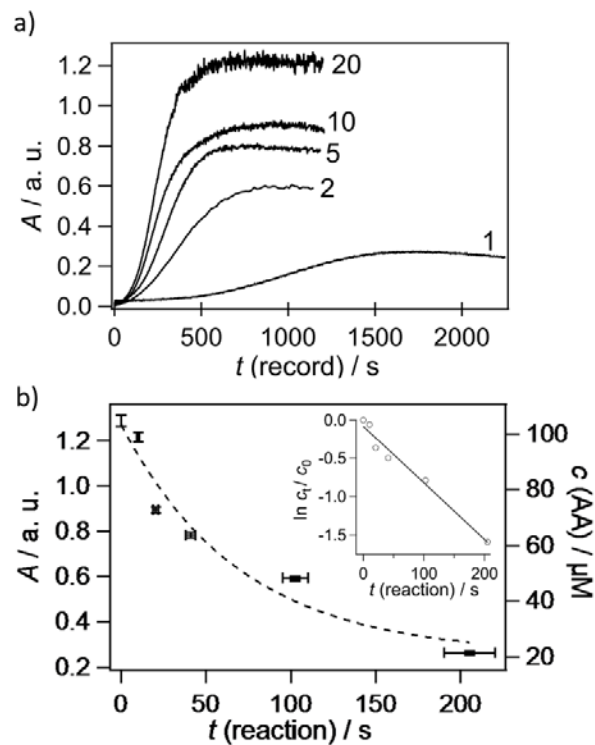 a)
1.2
1.0
0.8
0.6
0.4
0.2
0.0
A / a. u.
20
10
5
2
1
0 500 1000 1500 2000
t (record) / s
b)
1.2
1.0
0.8
0.6
0.4
0.2
A / a. u.
0.0
-0.5
-1.0
-1.5
ln ct / c0
0 100 200
t (reaction) / s
100
80
60
40
20
c (AA) / µM
0 50 100 150 200
t (reaction) / s